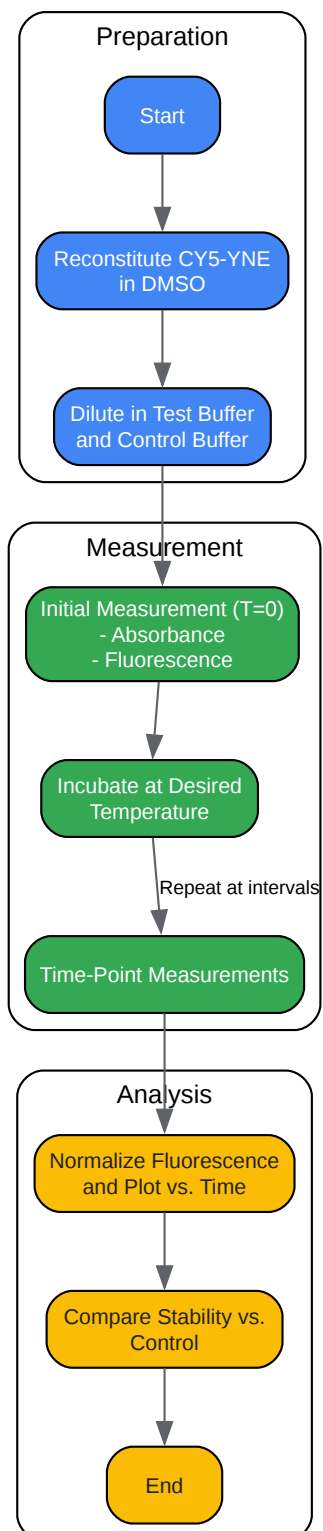 Preparation
Start
Reconstitute CY5-YNE
in DMSO
Dilute in Test Buffer
and Control Buffer
Measurement
Initial Measurement (T=0)
- Absorbance
- Fluorescence
Incubate at Desired
Temperature
Repeat at intervals
Time-Point Measurements
Analysis
Normalize Fluorescence
and Plot vs. Time
Compare Stability vs.
Control
End